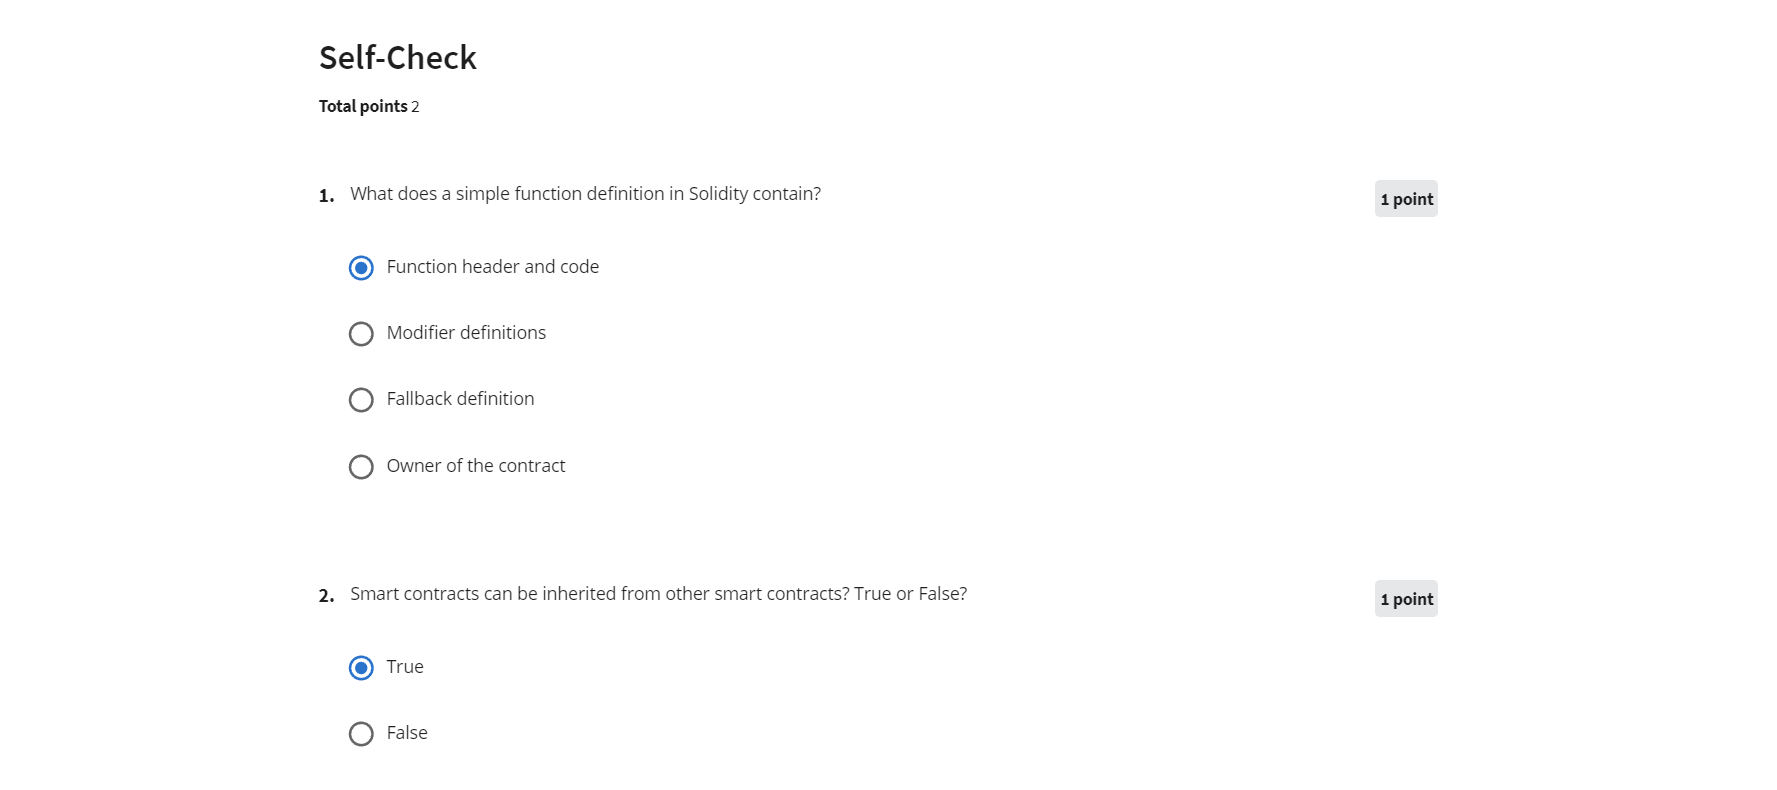 Self-Check
Total points 2
1. What does a simple function definition in Solidity contain?
1 point
Function header and code
Modifier definitions
Fallback definition
Owner of the contract
2. Smart contracts can be inherited from other smart contracts? True or False?
1 point
True
False